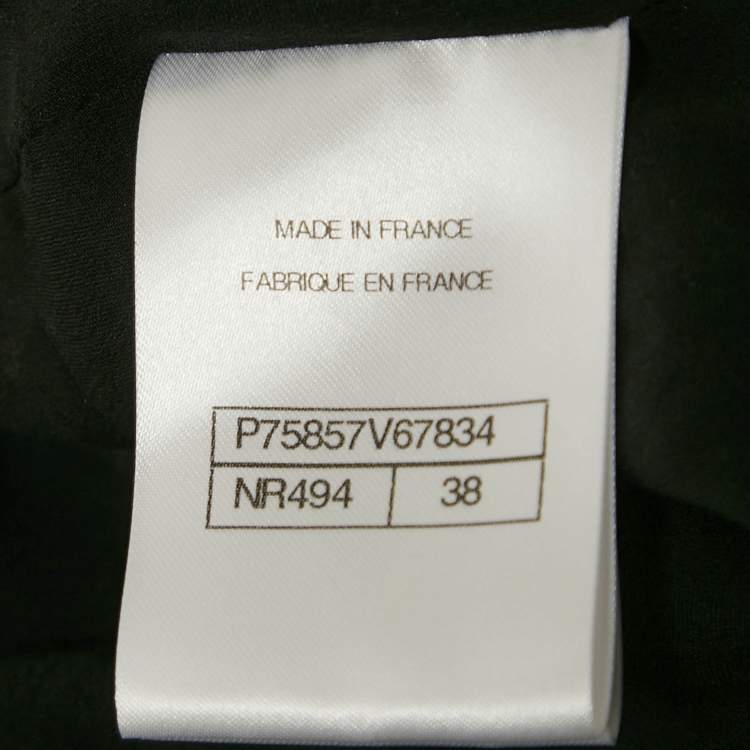 MADE IN FRANCE
FABRIQUE EN FRANCE
P75857V67834
NR494 38